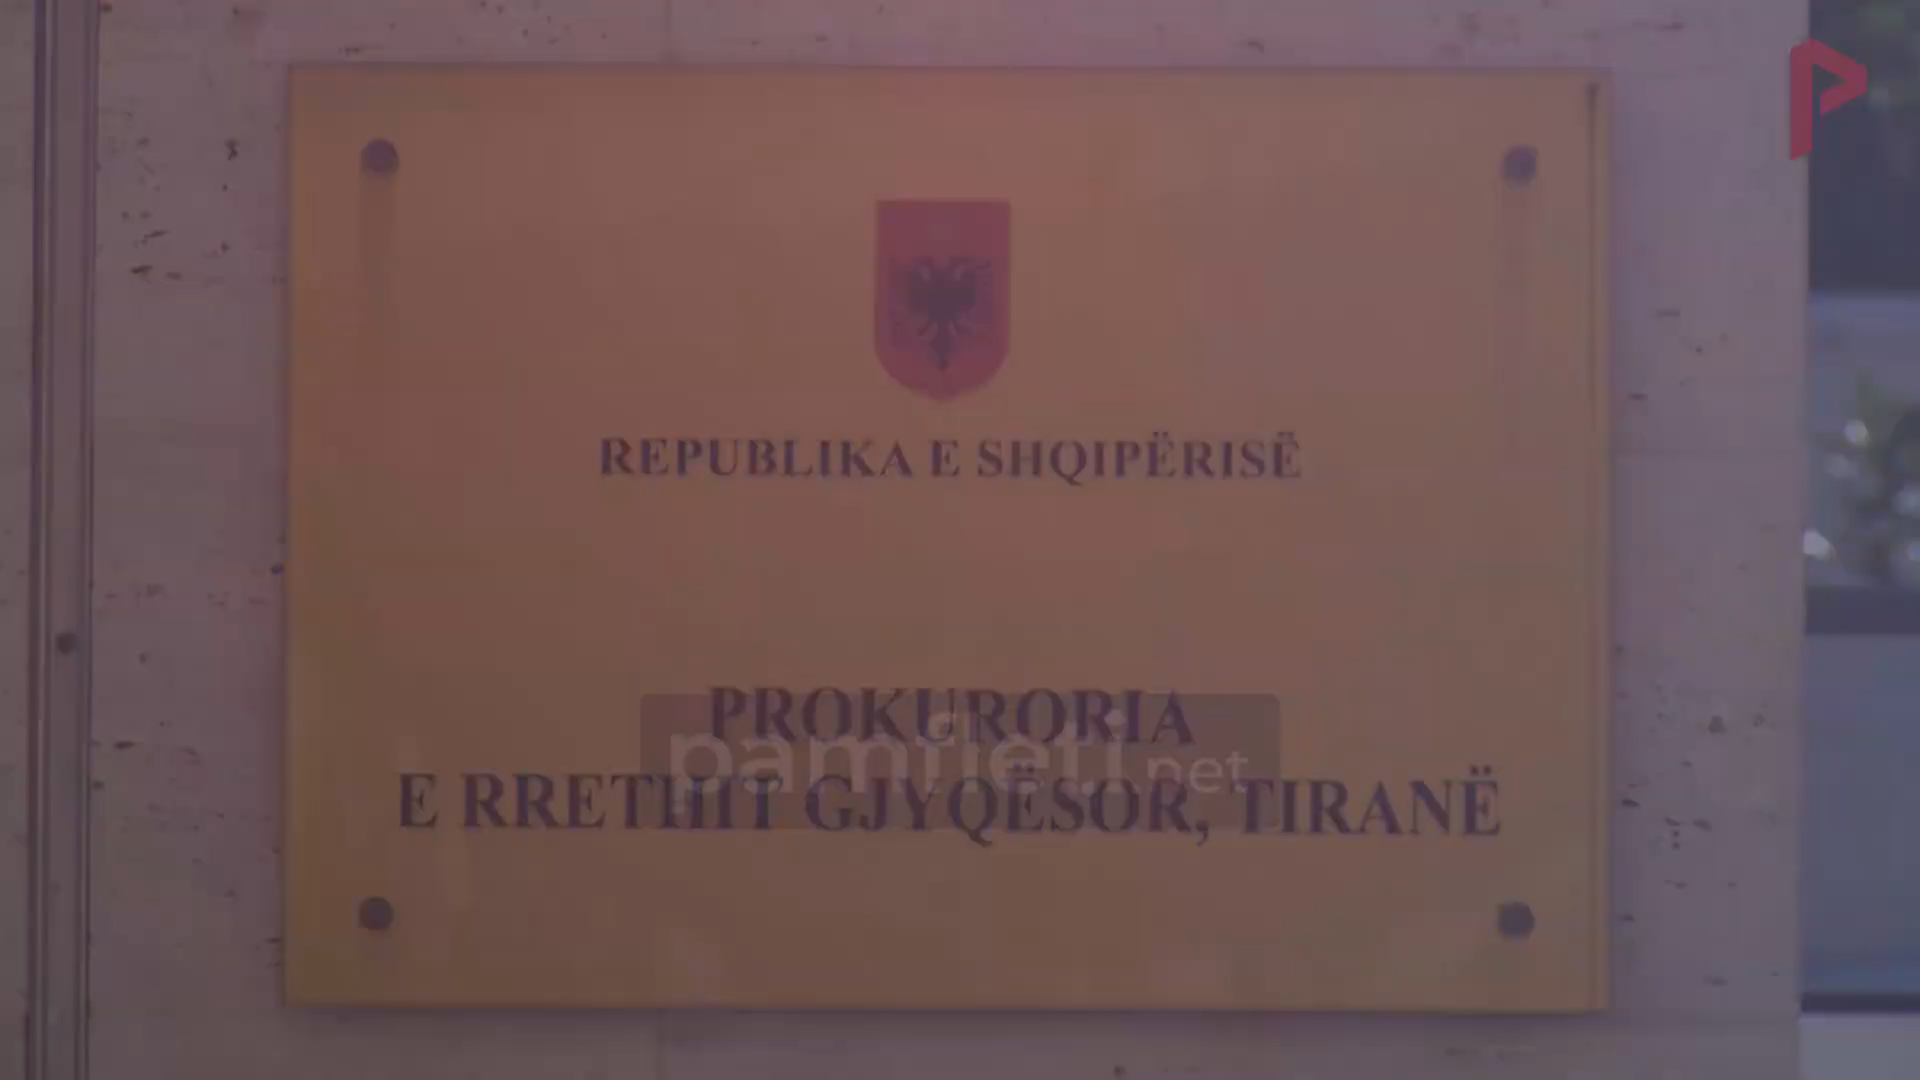 REPUBLIKA E SHQIPËRISË
PROKURORIA
pamfleti.net
E RRETHIT GJYQËSOR, TIRANË